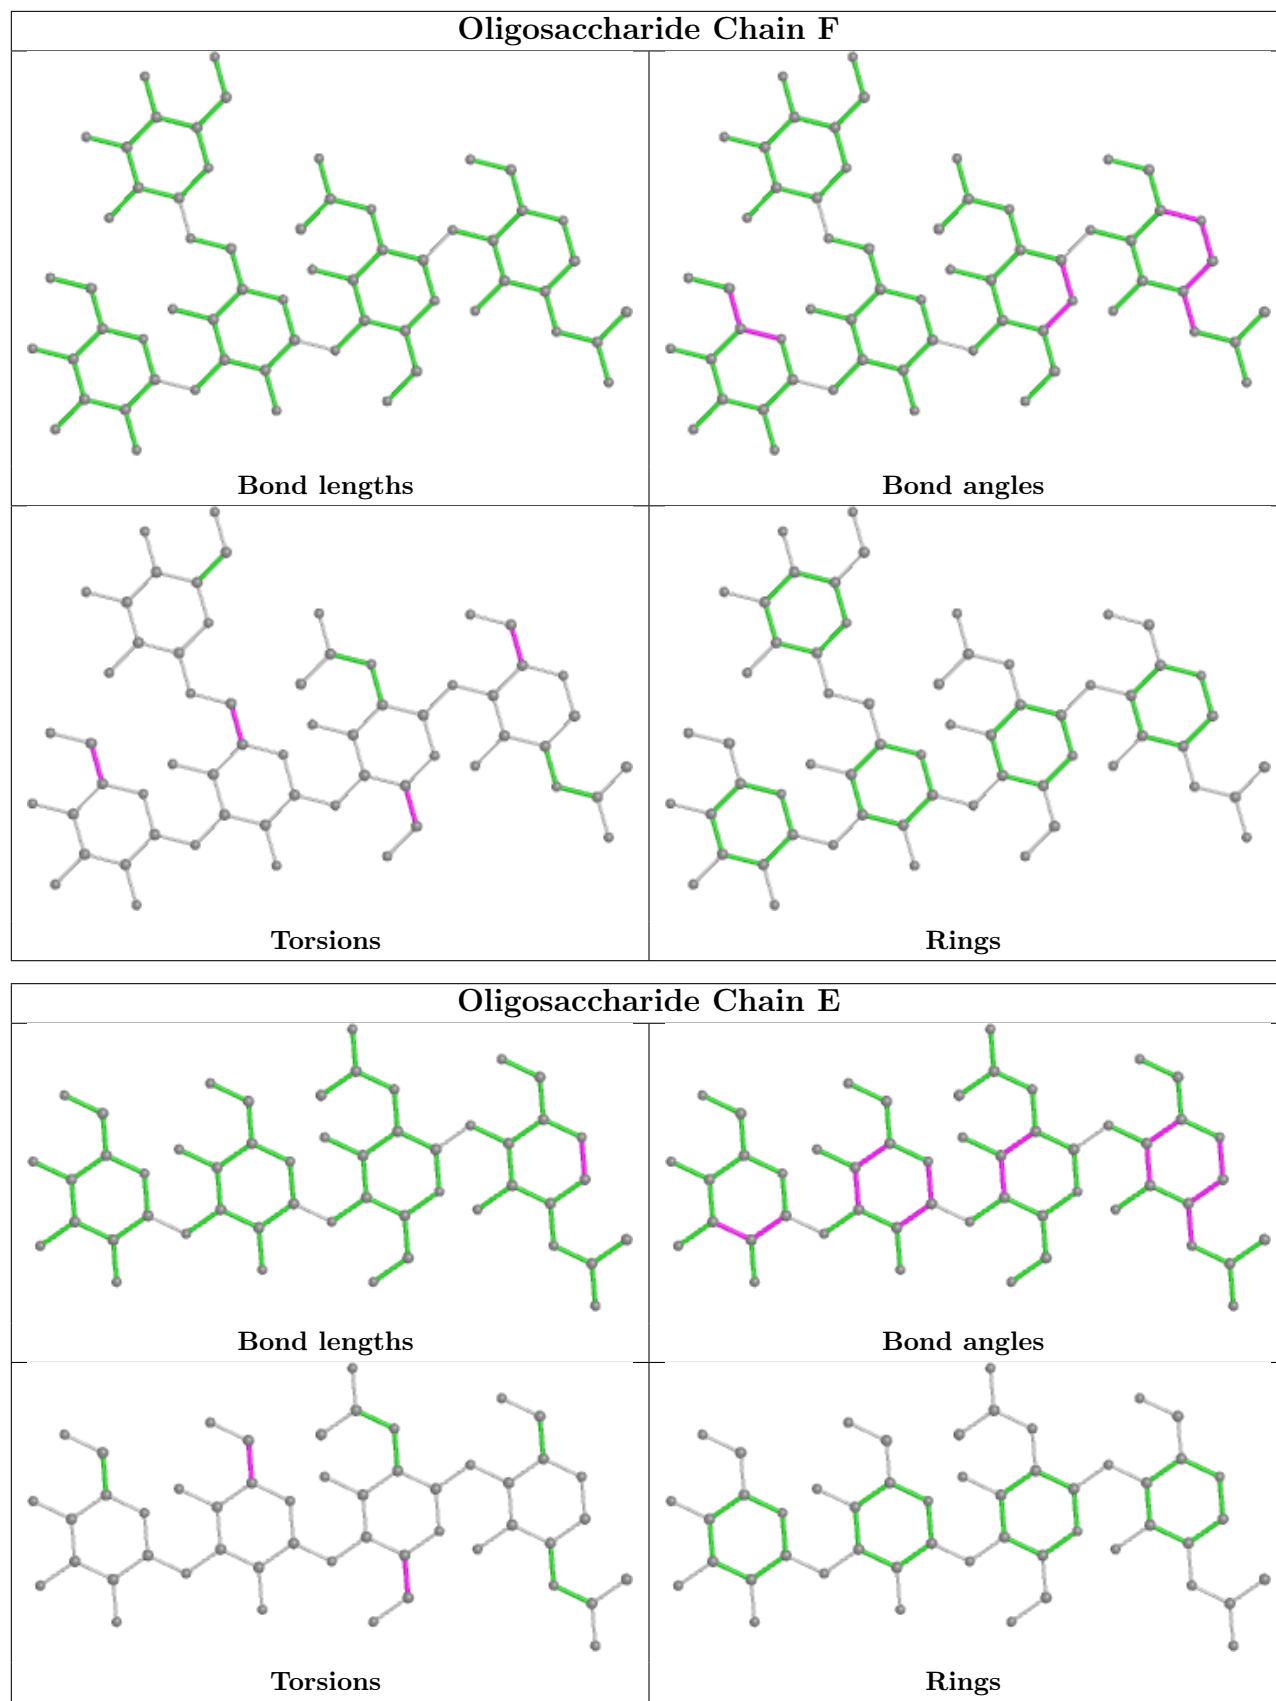 Oligosaccharide Chain F
Bond lengths
Bond angles
Torsions
Rings
Oligosaccharide Chain E
Bond lengths
Bond angles
Torsions
Rings